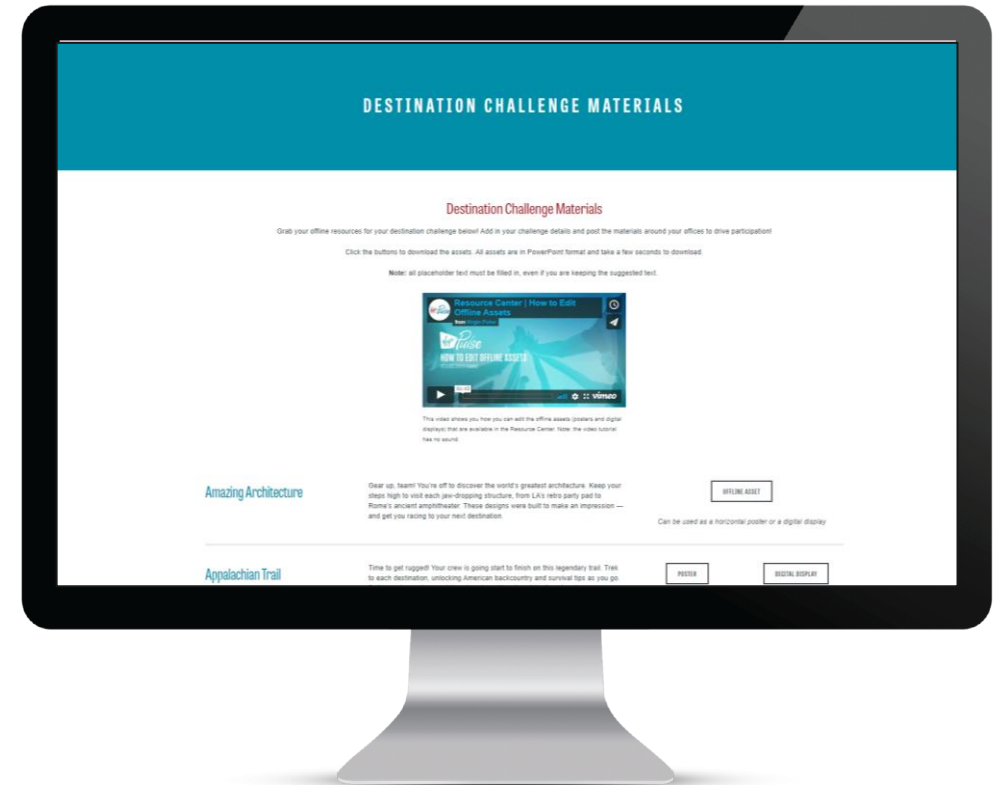 DESTINATION CHALLENGE MATERIALS
Destination Challenge Materials
Grab your offline resources for your destination challenge below! Add in your challenge details and post the materials around your offices to drive participation!
Click the buttons to download the assets. All assets are in PowerPoint format and take a few seconds to download.
Note: all placeholder text must be filled in, even if you are keeping the suggested text.
Resource Center | How to Edit
Offline Assets
from Virgin Pulse
Pulse
HOW TO EDIT OFFLINE ASSETS
vimeo
This video shows you how you can edit the offline assets (posters and digital
displays) that are available in the Resource Center. Note: the video tutorial
has no sound.
Amazing Architecture
Gear up, team! You're off to discover the world's greatest architecture. Keep your
steps high to visit each jaw-dropping structure, from LA's retro party pad to
Rome's ancient amphitheater. These designs were built to make an impression —
and get you racing to your next destination.
OFFLINE ASSET
Can be used as a horizontal poster or a digital display
Appalachian Trail
Time to get rugged! Your crew is going start to finish on this legendary trail. Trek
to each destination, unlocking American backcountry and survival tips as you go.
POSTER
DIGITAL DISPLAY